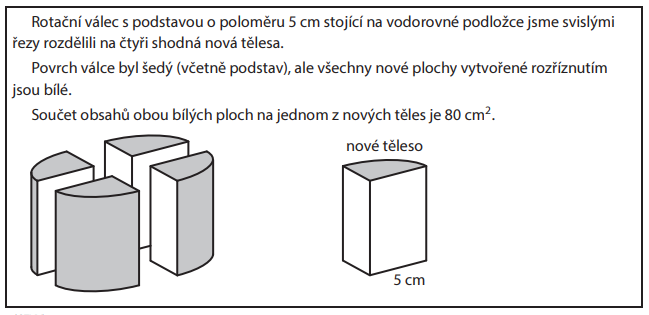 Rotační válec s podstavou o poloměru 5 cm stojící na vodorovné podložce jsme svislými
řezy rozdělili na čtyři shodná nová tělesa.
Povrch válce byl šedý (včetně podstav), ale všechny nové plochy vytvořené rozříznutím
jsou bílé.
Součet obsahů obou bílých ploch na jednom z nových těles je 80 cm².
nové těleso
5 cm